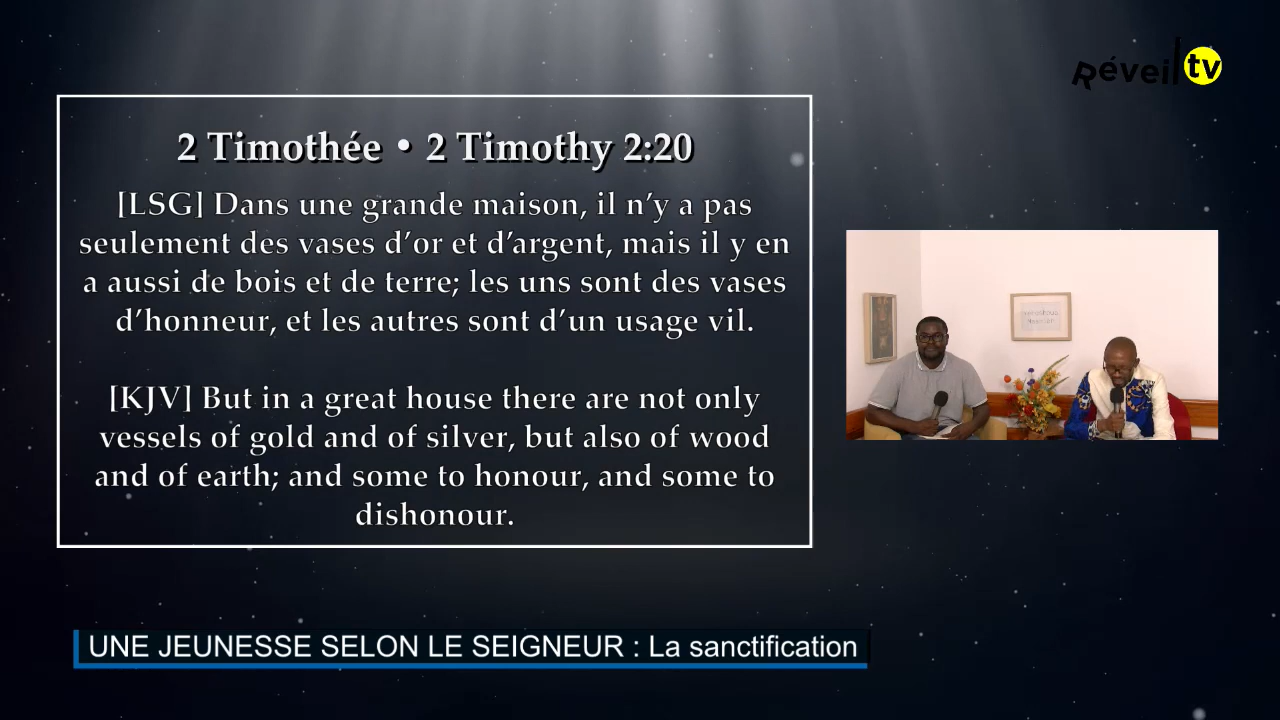 Réveil tv
2 Timothée • 2 Timothy 2:20
[LSG] Dans une grande maison, il n’y a pas
seulement des vases d’or et d’argent, mais il y en
a aussi de bois et de terre; les uns sont des vases
d’honneur, et les autres sont d’un usage vil.
[KJV] But in a great house there are not only
vessels of gold and of silver, but also of wood
and of earth; and some to honour, and some to
dishonour.
UNE JEUNESSE SELON LE SEIGNEUR : La sanctification